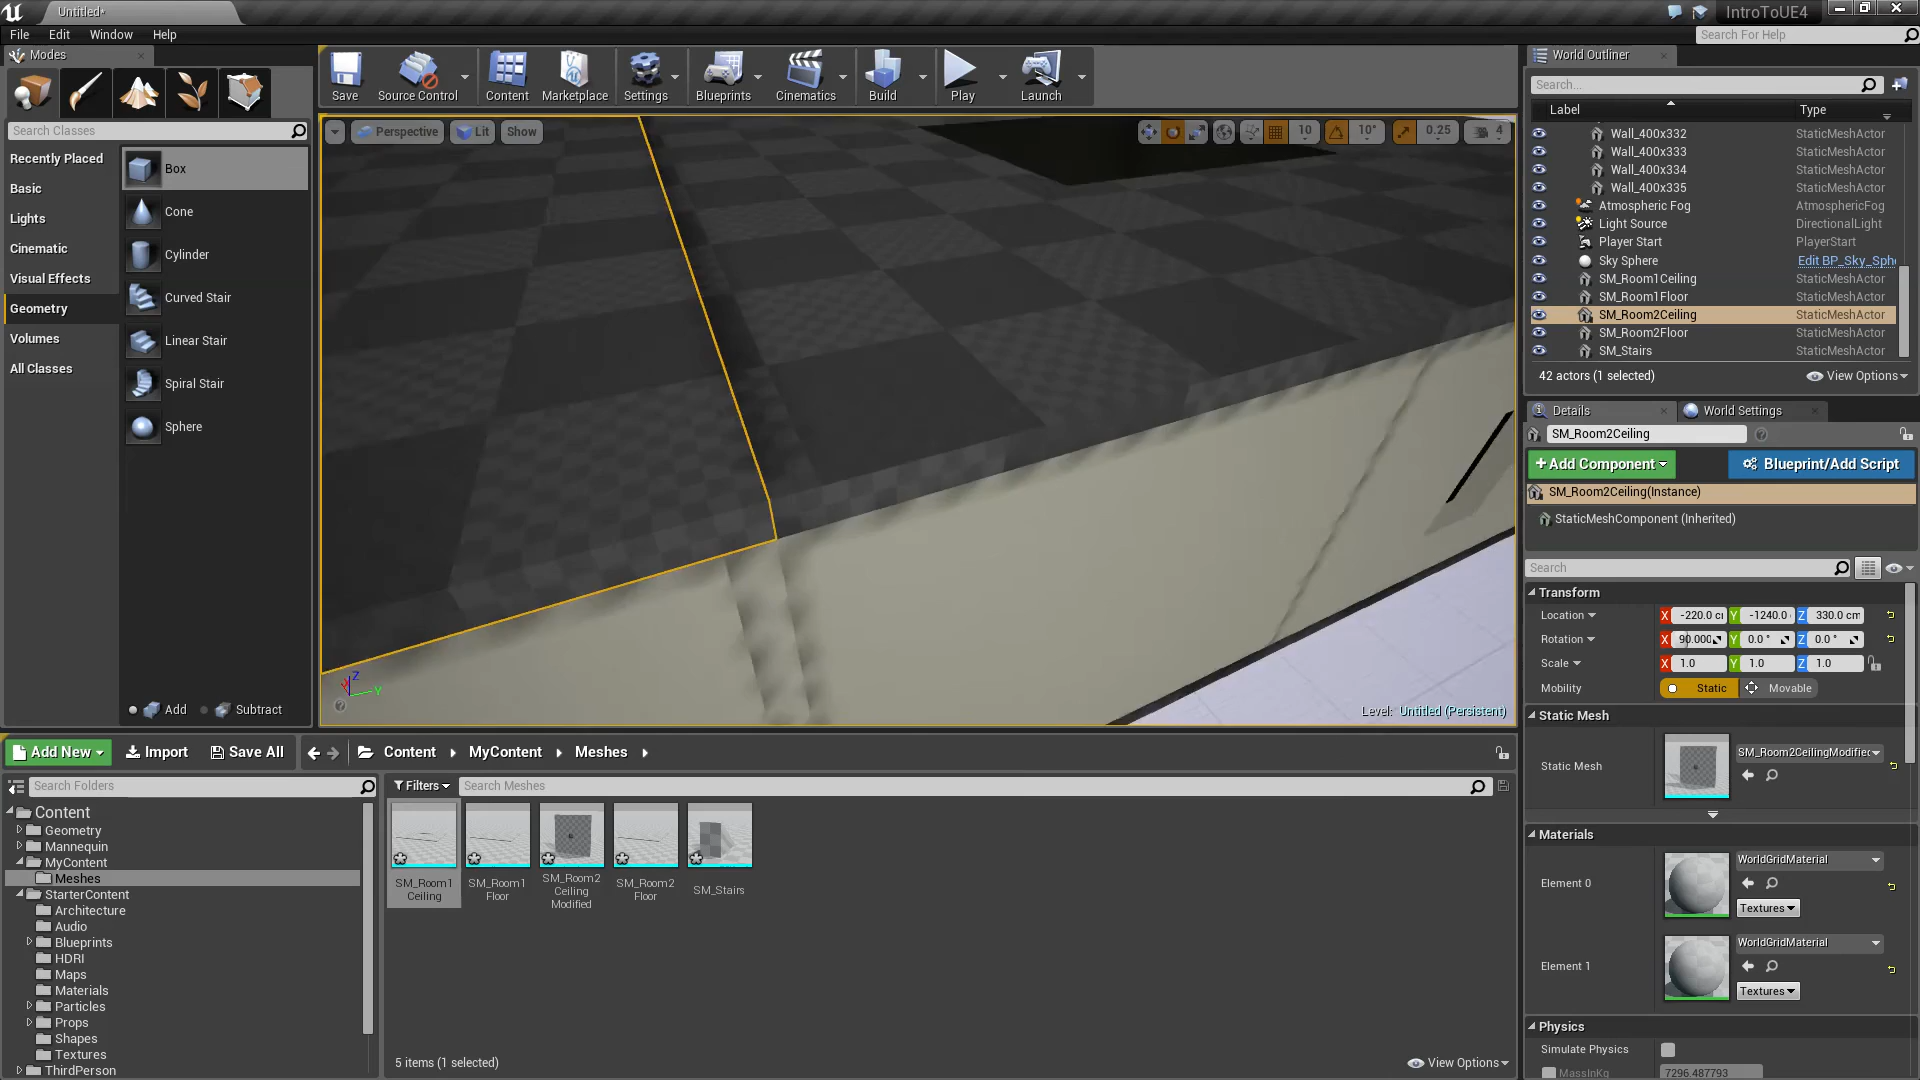 Untitled*
IntroToUE4
File Edit Window Help
Search For Help
Modes
Search Classes
Recently Placed
Basic
Lights
Cinematic
Visual Effects
Geometry
Volumes
All Classes
Box
Cone
Cylinder
Curved Stair
Linear Stair
Spiral Stair
Sphere
Add Subtract
Save Source Control Content Marketplace Settings Blueprints Cinematics Build Play Launch
Perspective Lit Show 10 10° 0.25 4
Level: Untitled (Persistent)
X Y Z
World Outliner
Search...
Label Type
Wall_400x332 StaticMeshActor
Wall_400x333 StaticMeshActor
Wall_400x334 StaticMeshActor
Wall_400x335 StaticMeshActor
Atmospheric Fog AtmosphericFog
Light Source DirectionalLight
Player Start PlayerStart
Sky Sphere Edit BP_Sky_Sphe
SM_Room1Ceiling StaticMeshActor
SM_Room1Floor StaticMeshActor
SM_Room2Ceiling StaticMeshActor
SM_Room2Floor StaticMeshActor
SM_Stairs StaticMeshActor
42 actors (1 selected) View Options
Details World Settings
SM_Room2Ceiling
+Add Component Blueprint/Add Script
SM_Room2Ceiling(Instance)
StaticMeshComponent (Inherited)
Search
Transform
Location X -220.0 c Y -1240.0 Z 330.0 cm
Rotation X 90.000 Y 0.0 ° Z 0.0 °
Scale X 1.0 Y 1.0 Z 1.0
Mobility Static Movable
Static Mesh
Static Mesh SM_Room2CeilingModified
Materials
Element 0 WorldGridMaterial
Textures
Element 1 WorldGridMaterial
Textures
Physics
Simulate Physics
MassInKg 7296.487793
Add New Import Save All Content MyContent Meshes
Search Folders
Filters Search Meshes
Content
Geometry
Mannequin
MyContent
Meshes
StarterContent
Architecture
Audio
Blueprints
HDRI
Maps
Materials
Particles
Props
Shapes
Textures
ThirdPerson
SM_Room1
Ceiling
SM_Room1
Floor
SM_Room2
Ceiling
Modified
SM_Room2
Floor
SM_Stairs
5 items (1 selected) View Options